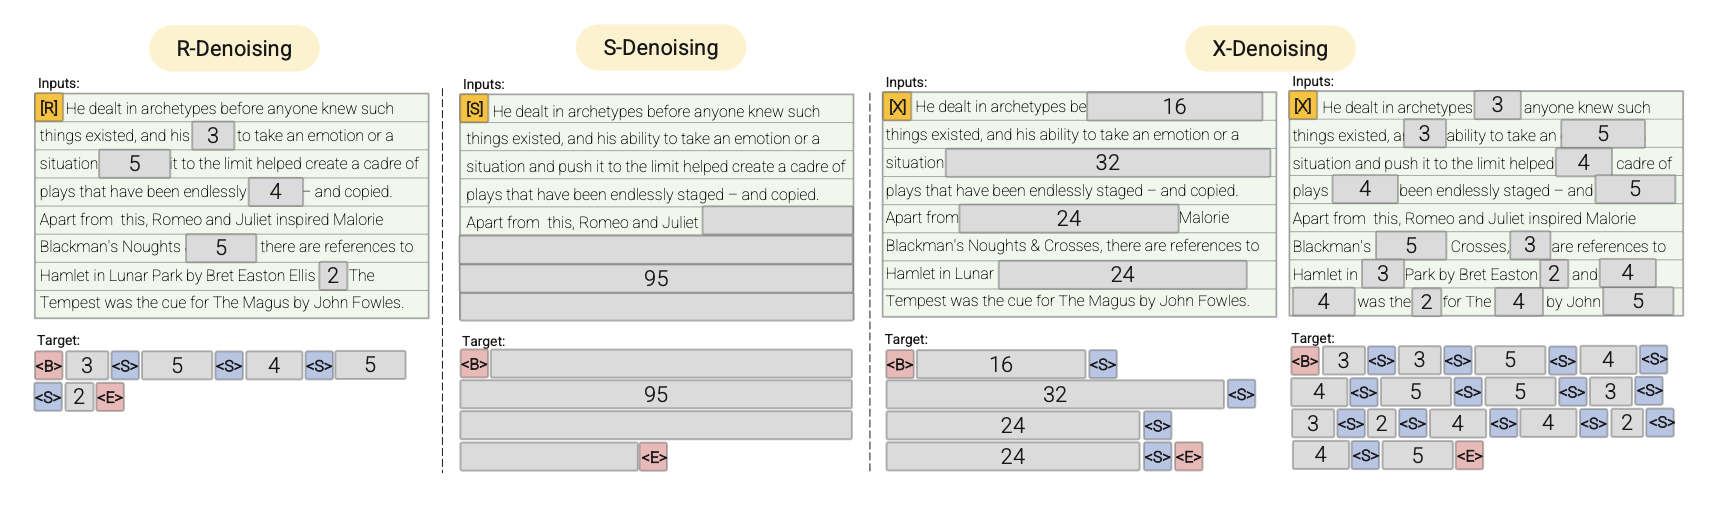 R-Denoising
Inputs:
[R] He dealt in archetypes before anyone knew such
things existed, and his 3 to take an emotion or a
situation 5 it to the limit helped create a cadre of
plays that have been endlessly 4 – and copied.
Apart from this, Romeo and Juliet inspired Malorie
Blackman's Noughts 5 there are references to
Hamlet in Lunar Park by Bret Easton Ellis 2 The
Tempest was the cue for The Magus by John Fowles.
Target:
<B> 3 <S> 5 <S> 4 <S> 5
<S> 2 <E>
S-Denoising
Inputs:
[S] He dealt in archetypes before anyone knew such
things existed, and his ability to take an emotion or a
situation and push it to the limit helped create a cadre of
plays that have been endlessly staged – and copied.
Apart from this, Romeo and Juliet
95
Target:
<B>
95
<E>
X-Denoising
Inputs:
[X] He dealt in archetypes be 16
things existed, and his ability to take an emotion or a
situation 32
plays that have been endlessly staged – and copied.
Apart from 24 Malorie
Blackman's Noughts & Crosses, there are references to
Hamlet in Lunar 24
Tempest was the cue for The Magus by John Fowles.
Target:
<B> 16 <S>
32 <S>
24 <S>
24 <S> <E>
Inputs:
[X] He dealt in archetypes 3 anyone knew such
things existed, a 3 ability to take an 5
situation and push it to the limit helped 4 cadre of
plays 4 been endlessly staged – and 5
Apart from this, Romeo and Juliet inspired Malorie
Blackman's 5 Crosses, 3 are references to
Hamlet in 3 Park by Bret Easton 2 and 4
4 was the 2 for The 4 by John 5
Target:
<B> 3 <S> 3 <S> 5 <S> 4 <S>
4 <S> 5 <S> 5 <S> 3 <S>
3 <S> 2 <S> 4 <S> 4 <S> 2 <S>
4 <S> 5 <E>